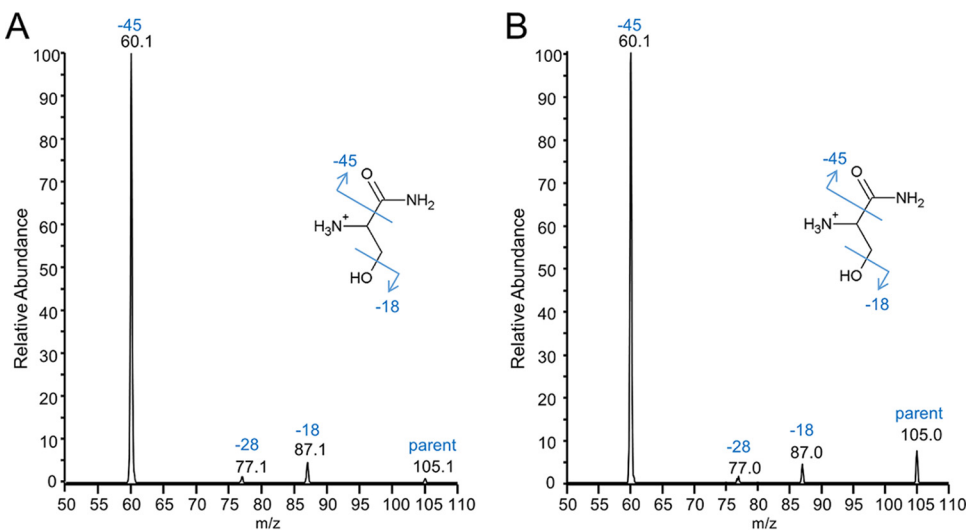 A
-45
60.1
100
90
80
70
60
50
40
30
20
10
0
Relative Abundance
-45
O
NH2
H3N+
HO
-18
-28
77.1
-18
87.1
parent
105.1
50 55 60 65 70 75 80 85 90 95 100 105 110
m/z
B
-45
60.1
100
90
80
70
60
50
40
30
20
10
0
Relative Abundance
-45
O
NH2
H3N+
HO
-18
-28
77.0
-18
87.0
parent
105.0
50 55 60 65 70 75 80 85 90 95 100 105 110
m/z